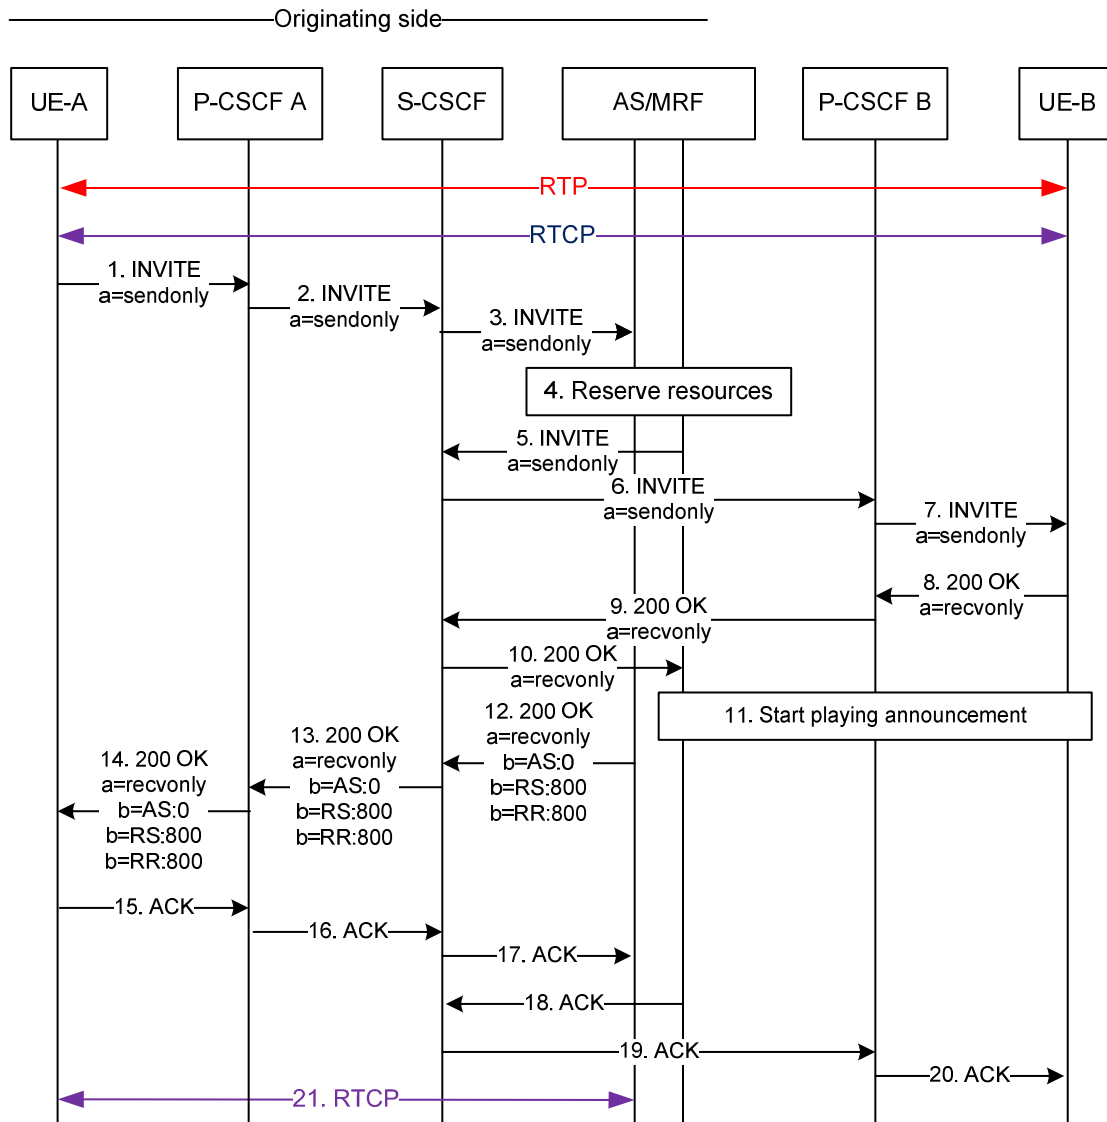 Originating side
UE-A
P-CSCF A
S-CSCF
AS/MRF
P-CSCF B
UE-B
RTP
RTCP
1. INVITE
a=sendonly
2. INVITE
a=sendonly
3. INVITE
a=sendonly
4. Reserve resources
5. INVITE
a=sendonly
6. INVITE
a=sendonly
7. INVITE
a=sendonly
8. 200 OK
a=recvonly
9. 200 OK
a=recvonly
10. 200 OK
a=recvonly
11. Start playing announcement
12. 200 OK
a=recvonly
b=AS:0
b=RS:800
b=RR:800
13. 200 OK
a=recvonly
b=AS:0
b=RS:800
b=RR:800
14. 200 OK
a=recvonly
b=AS:0
b=RS:800
b=RR:800
15. ACK
16. ACK
17. ACK
18. ACK
19. ACK
20. ACK
21. RTCP